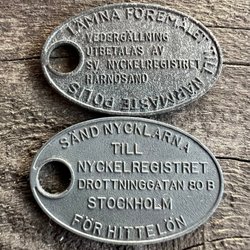 LÄMNA FÖREMÅLET TILL NÄRMASTE POLIS
VEDERGÄLLNING
UTBETALAS AV
SV. NYCKELREGISTRET
HÄRNÖSAND
SÄND NYCKLARNA
TILL
NYCKELREGISTRET
DROTTNINGGATAN 80 B
STOCKHOLM
FÖR HITTELÖN